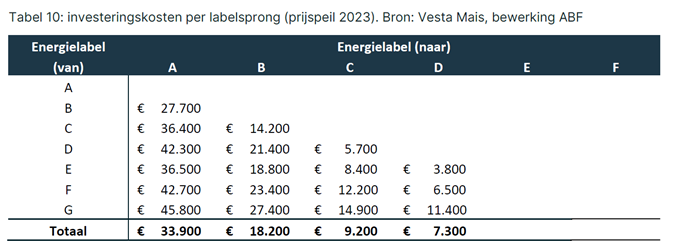 Tabel 10: investeringskosten per labelsprong (prijspeil 2023). Bron: Vesta Mais, bewerking ABF
Energielabel Energielabel (naar)
(van) A B C D E F
A
B € 27.700
C € 36.400 € 14.200
D € 42.300 € 21.400 € 5.700
E € 36.500 € 18.800 € 8.400 € 3.800
F € 42.700 € 23.400 € 12.200 € 6.500
G € 45.800 € 27.400 € 14.900 € 11.400
Totaal € 33.900 € 18.200 € 9.200 € 7.300